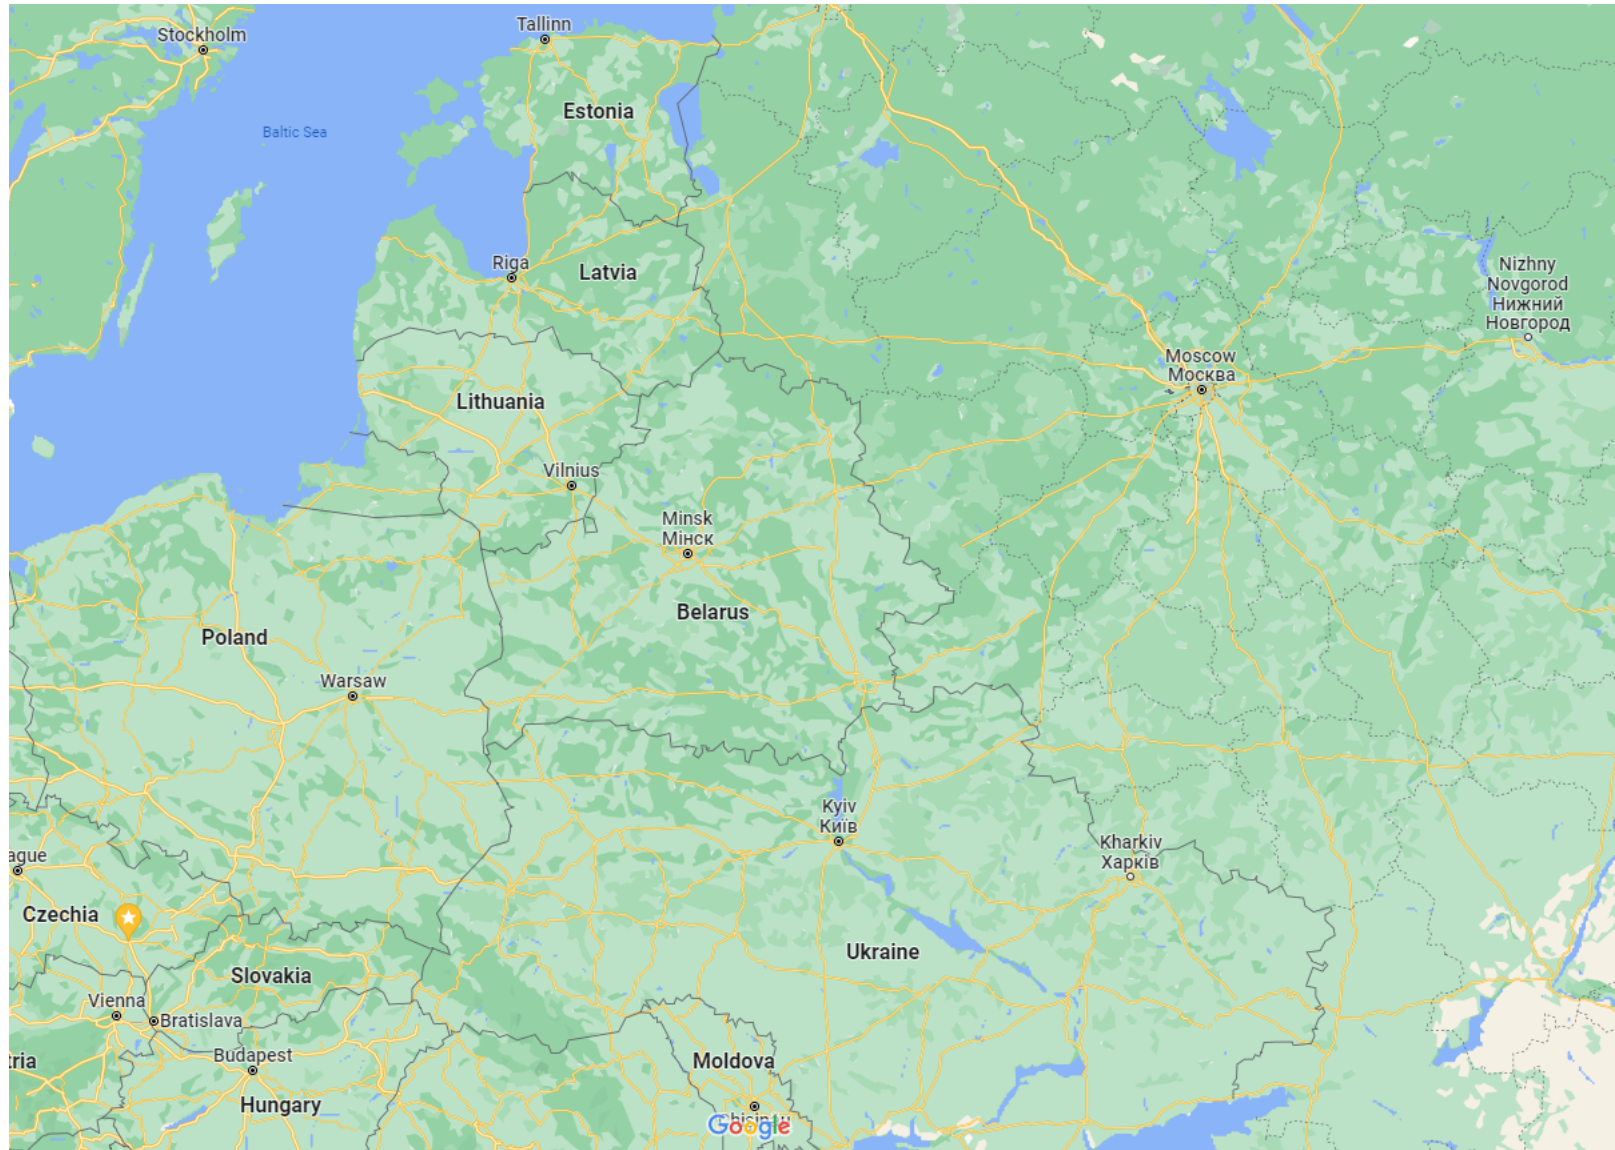 Stockholm
Tallinn
Estonia
Baltic Sea
Riga
Latvia
Nizhny
Novgorod
Нижний
Новгород
Moscow
Москва
Lithuania
Vilnius
Minsk
Мінск
Belarus
Poland
Warsaw
Kyiv
Київ
Kharkiv
Харків
ague
Czechia
Ukraine
Slovakia
Vienna
Bratislava
Budapest
Moldova
tria
Hungary
Google